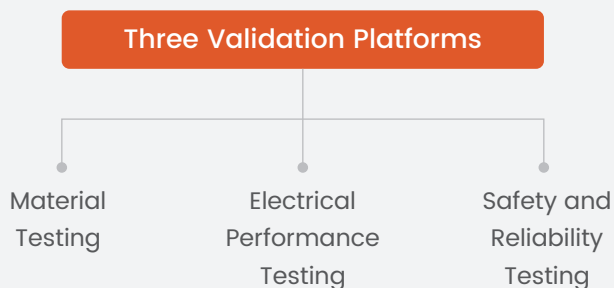 Three Validation Platforms
Material
Testing
Electrical
Performance
Testing
Safety and
Reliability
Testing